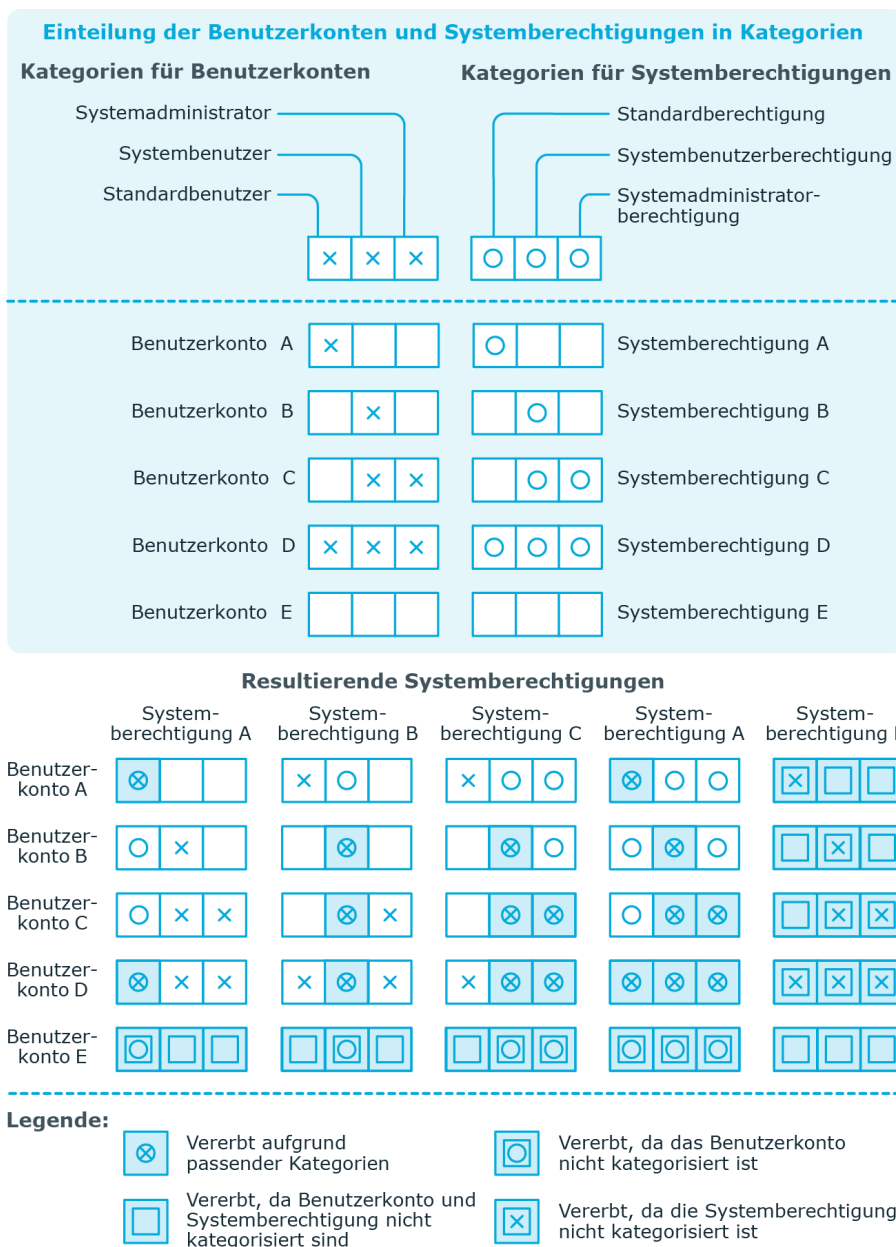 Einteilung der Benutzerkonten und Systemberechtigungen in Kategorien
Kategorien für Benutzerkonten
Kategorien für Systemberechtigungen
Systemadministrator
Systembenutzer
Standardbenutzer
Standardberechtigung
Systembenutzerberechtigung
Systemadministrator-
berechtigung
Benutzerkonto A
Systemberechtigung A
Benutzerkonto B
Systemberechtigung B
Benutzerkonto C
Systemberechtigung C
Benutzerkonto D
Systemberechtigung D
Benutzerkonto E
Systemberechtigung E
Resultierende Systemberechtigungen
System-
berechtigung A
System-
berechtigung B
System-
berechtigung C
System-
berechtigung A
System-
berechtigung
Benutzer-
konto A
Benutzer-
konto B
Benutzer-
konto C
Benutzer-
konto D
Benutzer-
konto E
Legende:
Vererbt aufgrund
passender Kategorien
Vererbt, da das Benutzerkonto
nicht kategorisiert ist
Vererbt, da Benutzerkonto und
Systemberechtigung nicht
kategorisiert sind
Vererbt, da die Systemberechtigung
nicht kategorisiert ist